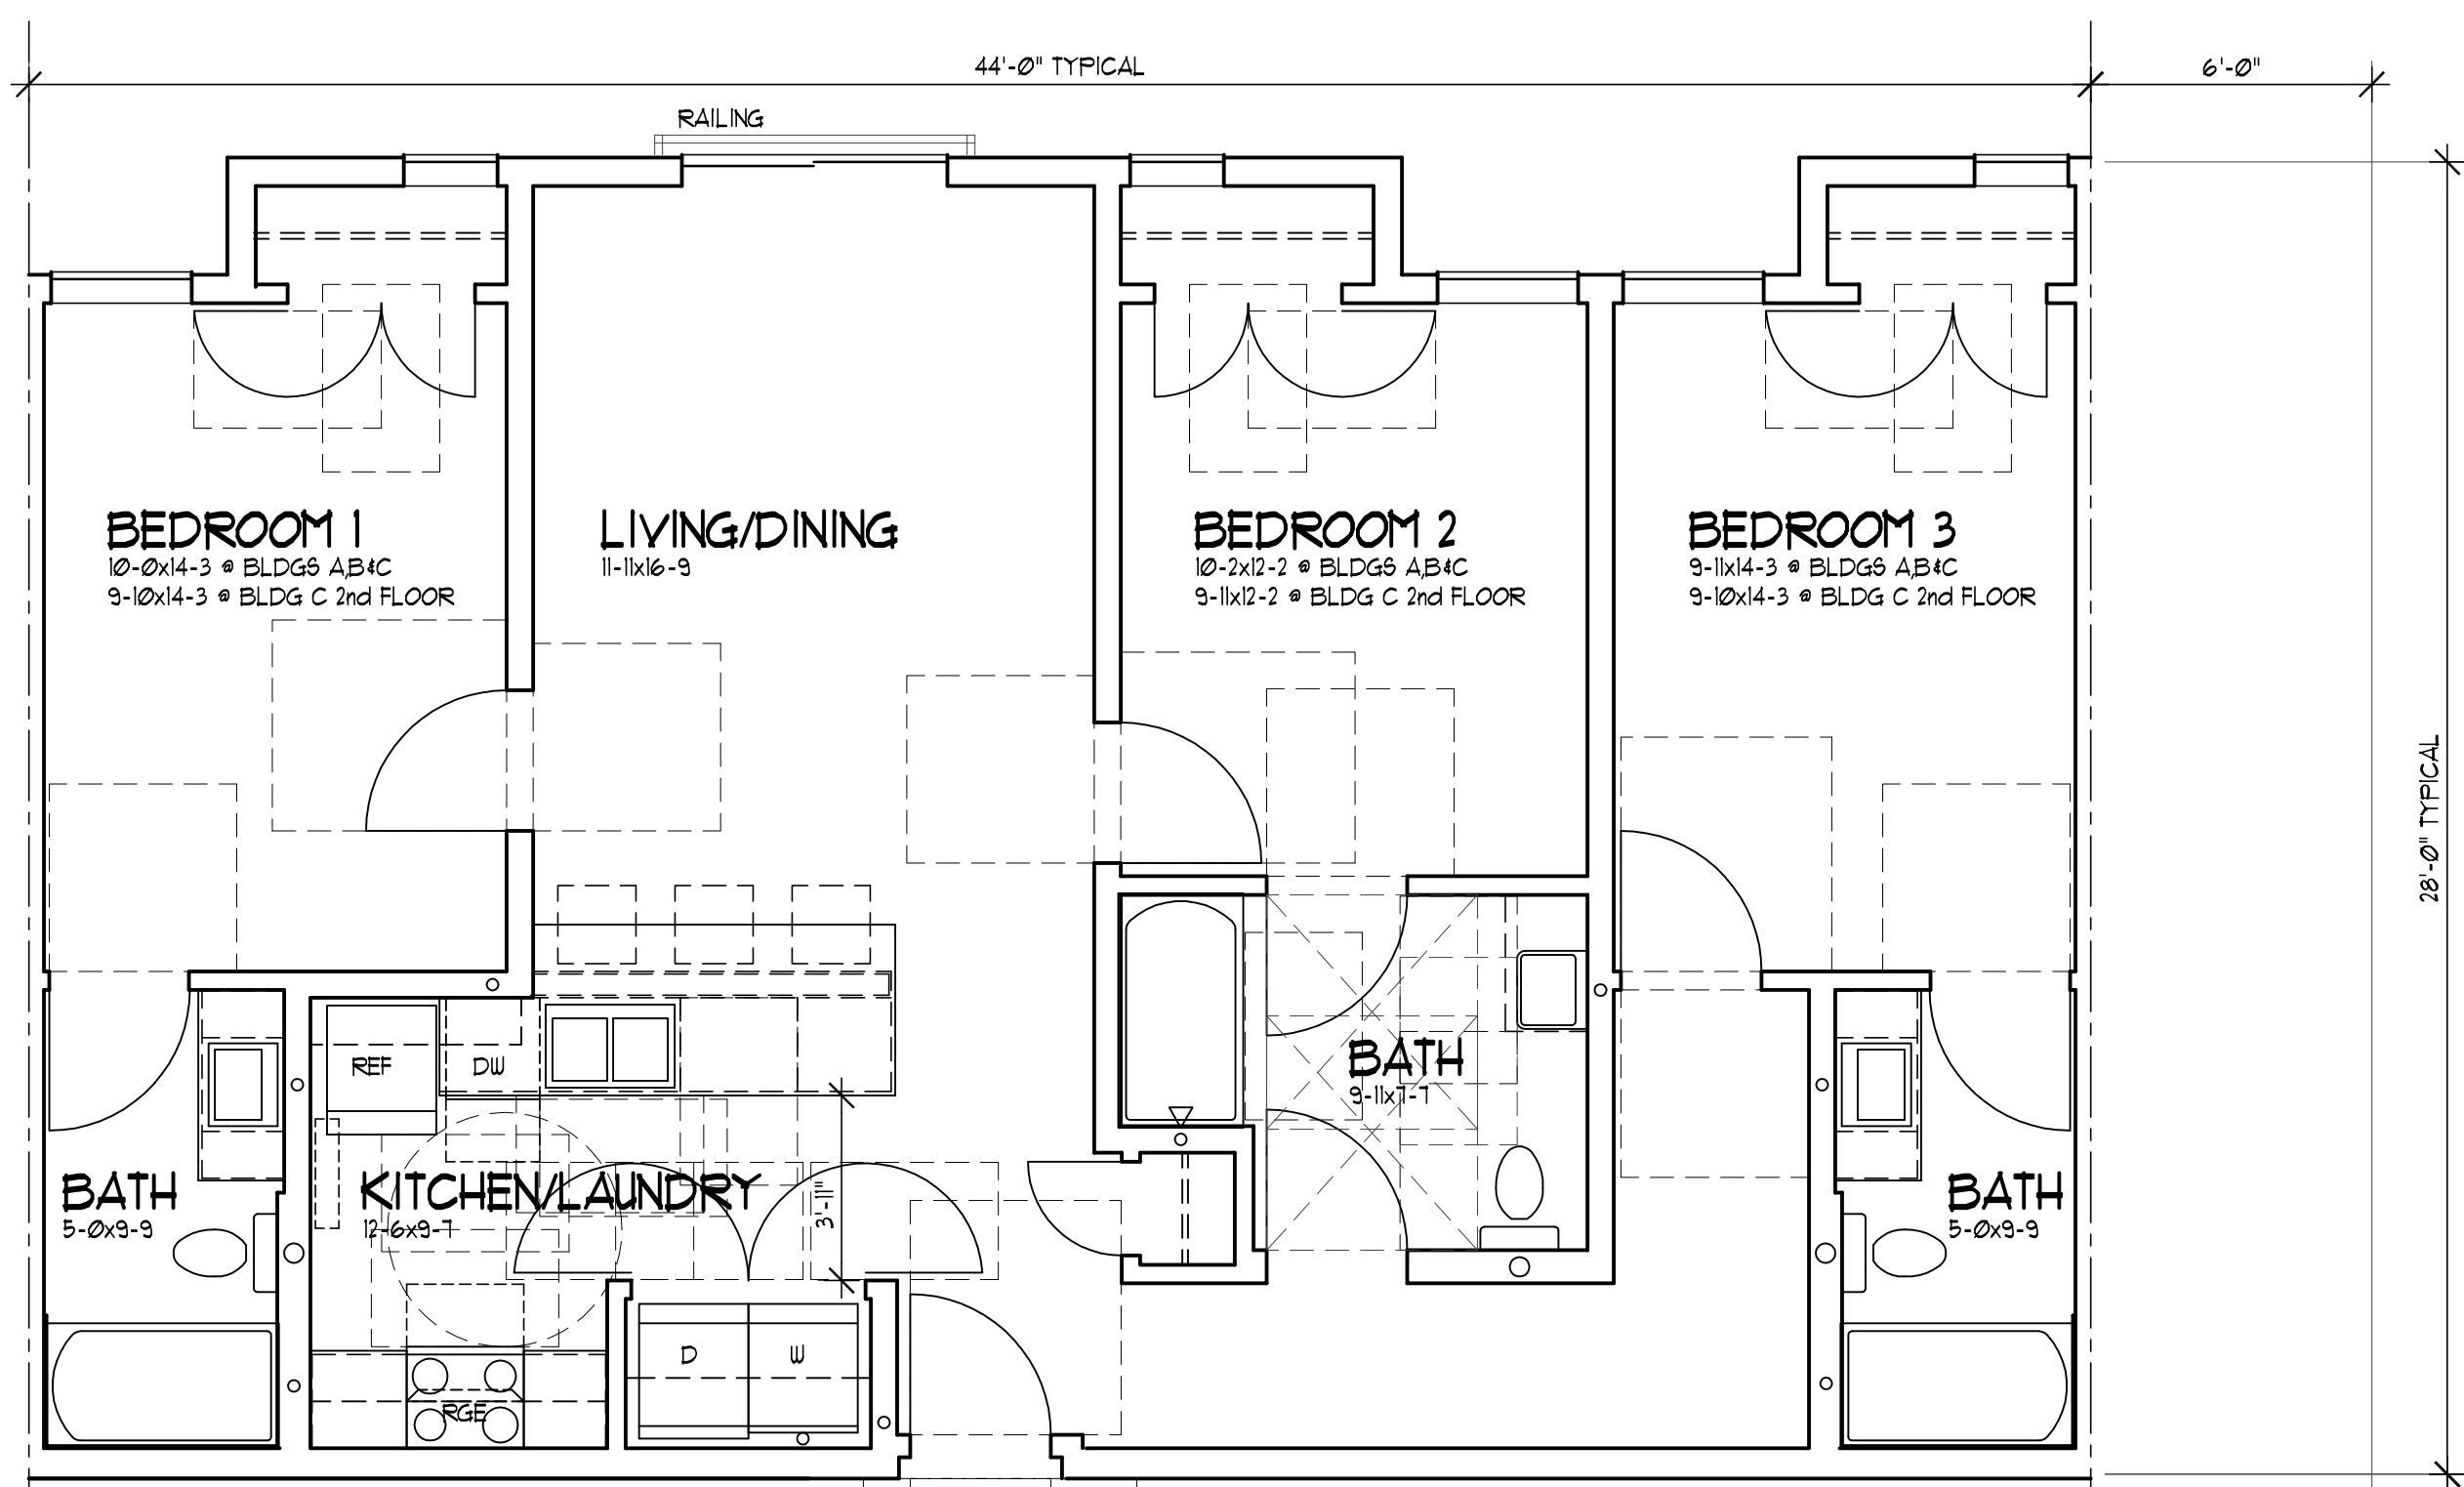 44'-0" TYPICAL
6'-0"
RAILING
BEDROOM 1
10-0x14-3 @ BLDGS A,B&C
9-10x14-3 @ BLDG C 2nd FLOOR
LIVING/DINING
11-11x16-9
BEDROOM 2
10-2x12-2 @ BLDGS A,B&C
9-11x12-2 @ BLDG C 2nd FLOOR
BEDROOM 3
9-11x14-3 @ BLDGS A,B&C
9-10x14-3 @ BLDG C 2nd FLOOR
28'-0" TYPICAL
REF
DW
BATH
9-11x7-7
BATH
5-0x9-9
KITCHEN/LAUNDRY
12-6x9-7
3'-11"
BATH
5-0x9-9
D
W
RGE